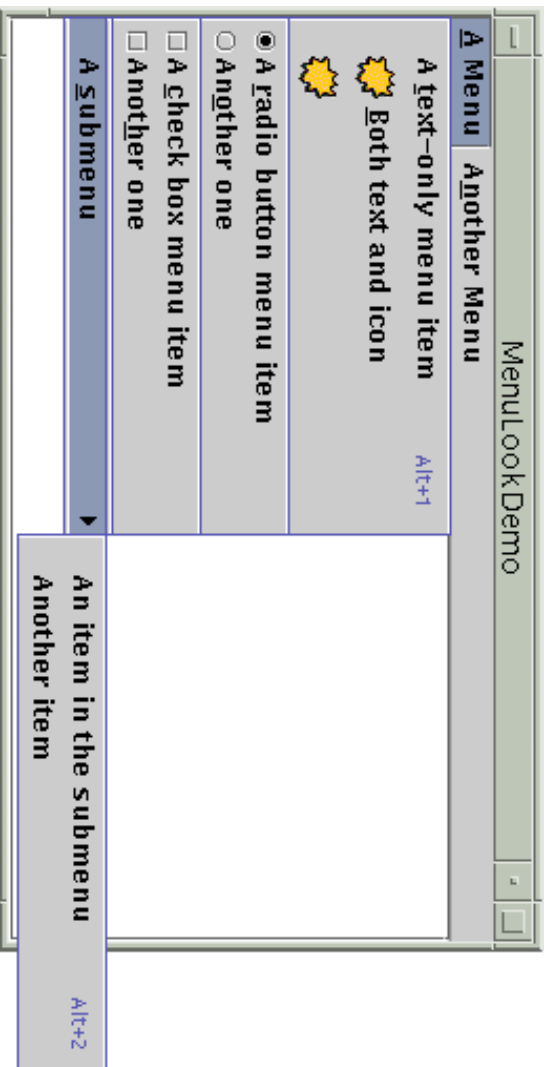 MenuLookDemo
A Menu Another Menu
A text-only menu item Alt+1
Both text and icon
A radio button menu item
Another one
A check box menu item
Another one
A submenu
An item in the submenu Alt+2
Another item